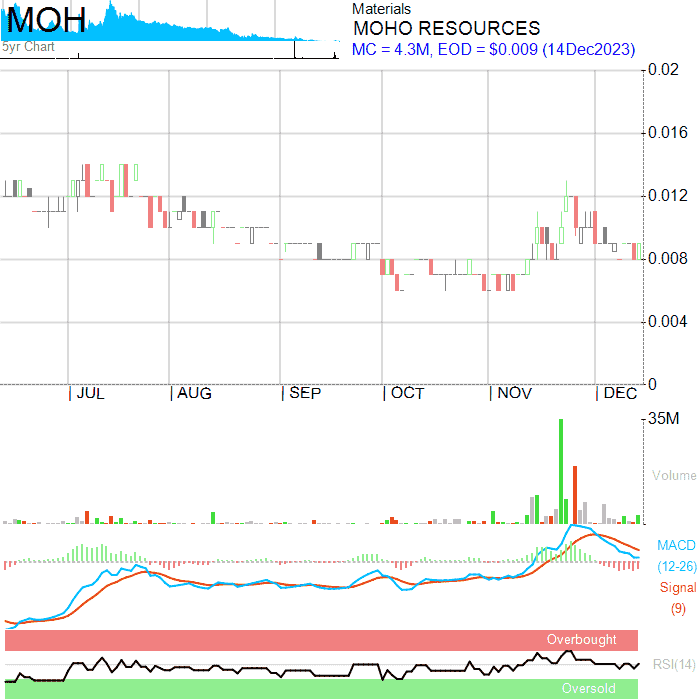 MOH
5yr Chart
Materials
MOHO RESOURCES
MC = 4.3M, EOD = $0.009 (14Dec2023)
0.02
0.016
0.012
0.008
0.004
0
JUL AUG SEP OCT NOV DEC
35M
Volume
MACD
(12-26)
Signal
(9)
Overbought
RSI(14)
Oversold